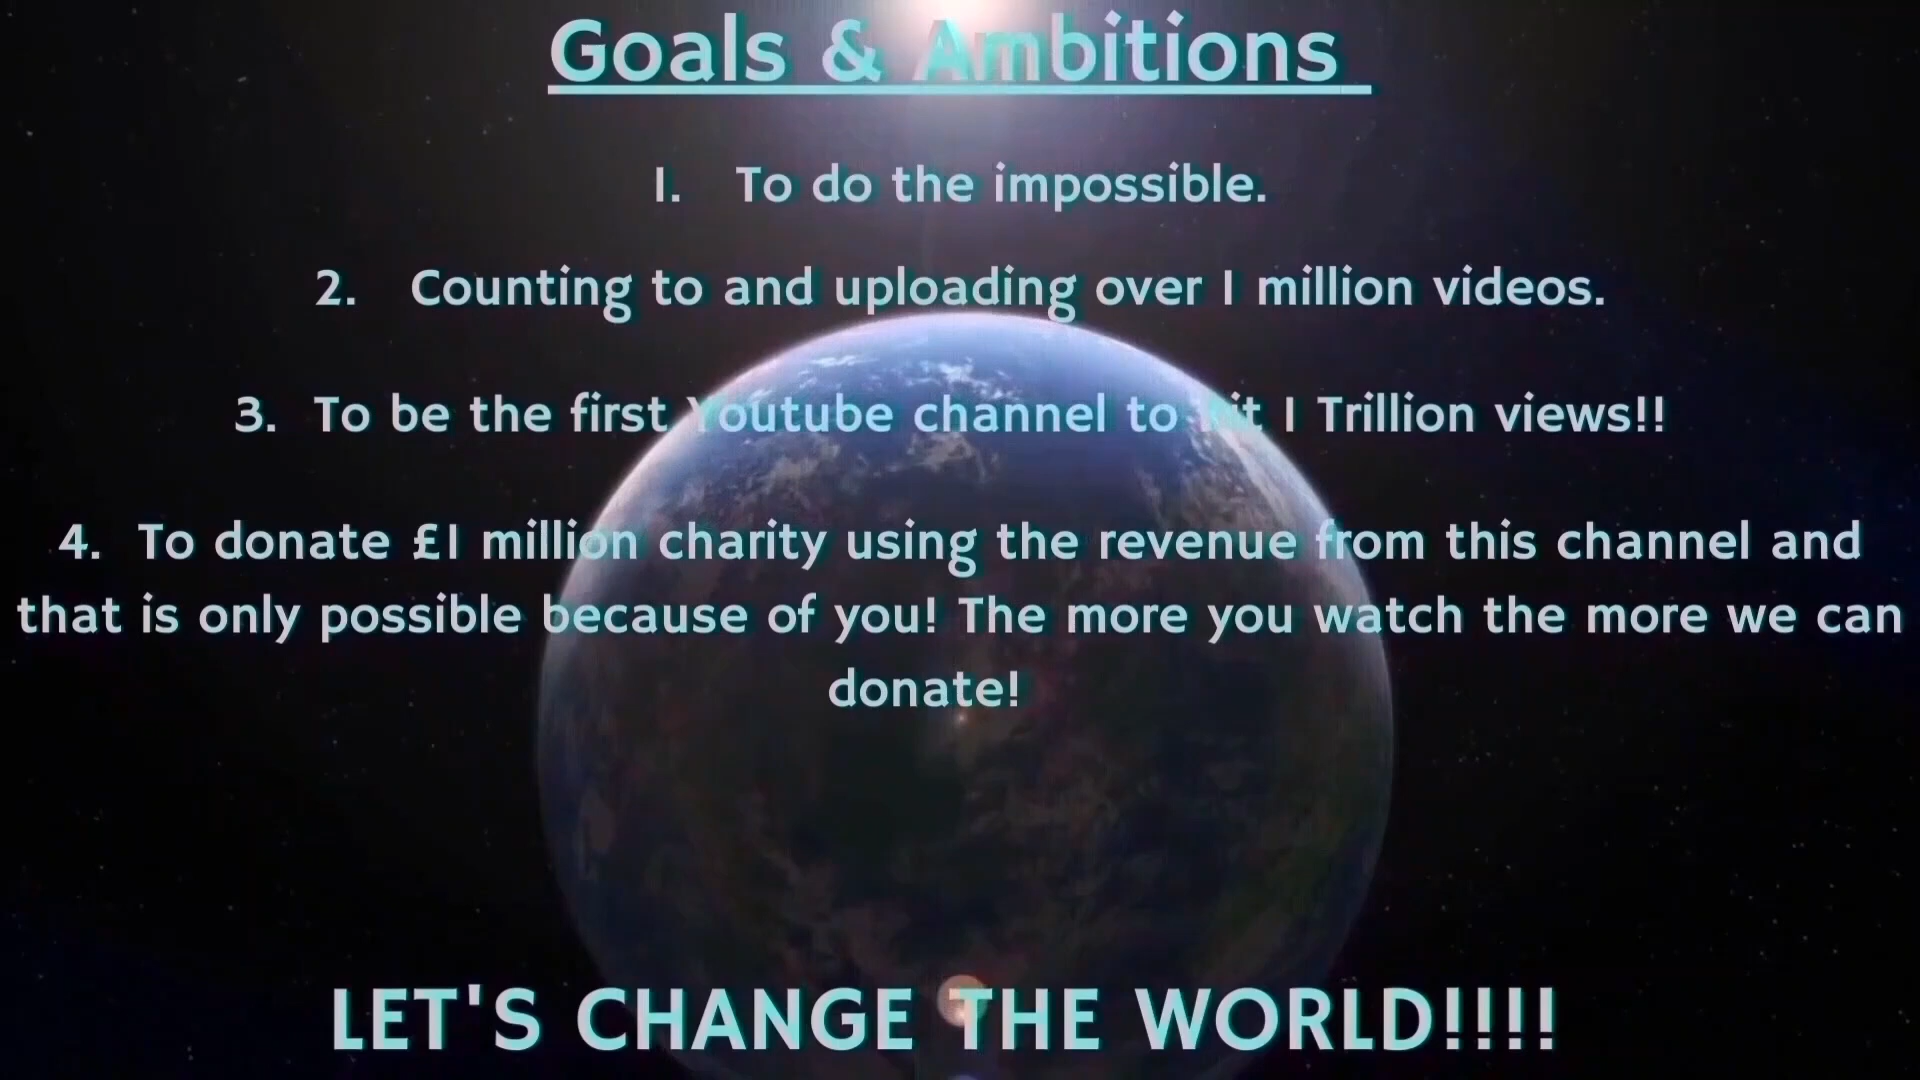 Goals & Ambitions
1. To do the impossible.
2. Counting to and uploading over 1 million videos.
3. To be the first Youtube channel to hit 1 Trillion views!!
4. To donate £1 million charity using the revenue from this channel and
that is only possible because of you! The more you watch the more we can
donate!
LET'S CHANGE THE WORLD!!!!